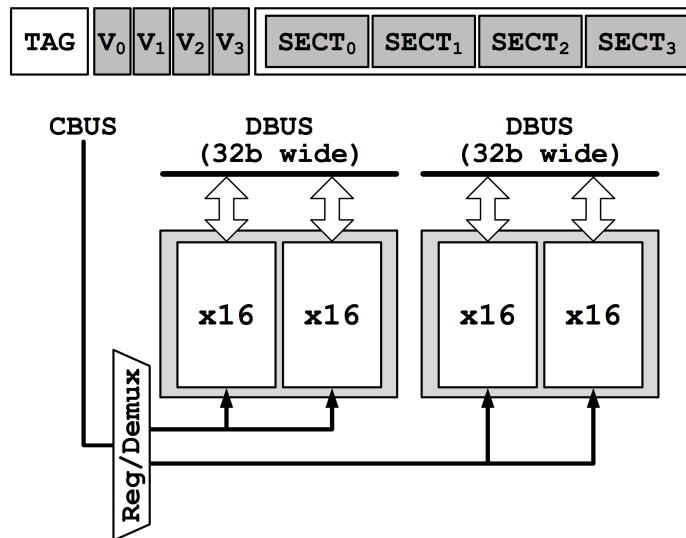 TAG V₀ V₁ V₂ V₃ SECT₀ SECT₁ SECT₂ SECT₃
CBUS DBUS DBUS
(32b wide) (32b wide)
x16 x16 x16 x16
Reg/Demux